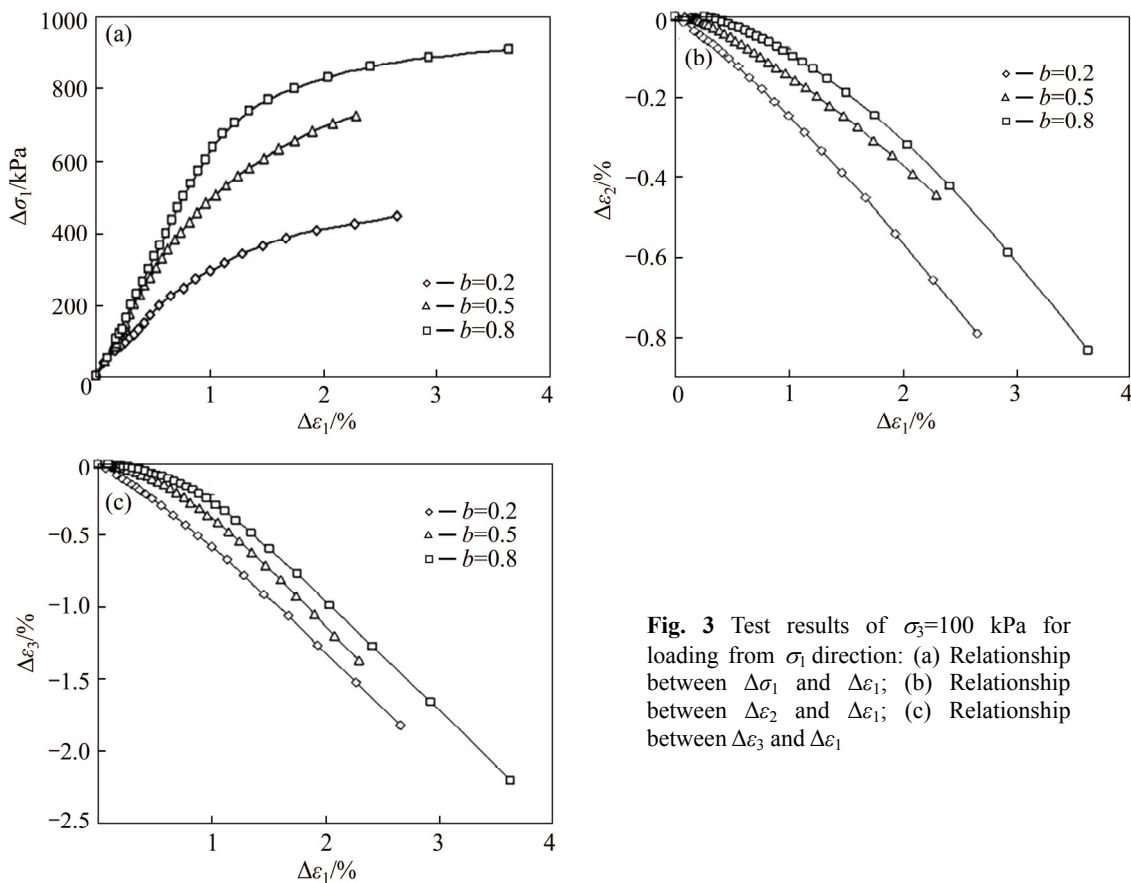 (a)
1000
800
600
400
200
0
Δσ₁/kPa
b=0.2
b=0.5
b=0.8
1 2 3 4
Δε₁/%
(b)
0
−0.2
−0.4
−0.6
−0.8
Δε₂/%
b=0.2
b=0.5
b=0.8
0 1 2 3 4
Δε₁/%
(c)
0
−0.5
−1.0
−1.5
−2.0
−2.5
Δε₃/%
b=0.2
b=0.5
b=0.8
1 2 3 4
Δε₁/%
Fig. 3 Test results of σ₃=100 kPa for
loading from σ₁ direction: (a) Relationship
between Δσ₁ and Δε₁; (b) Relationship
between Δε₂ and Δε₁; (c) Relationship
between Δε₃ and Δε₁